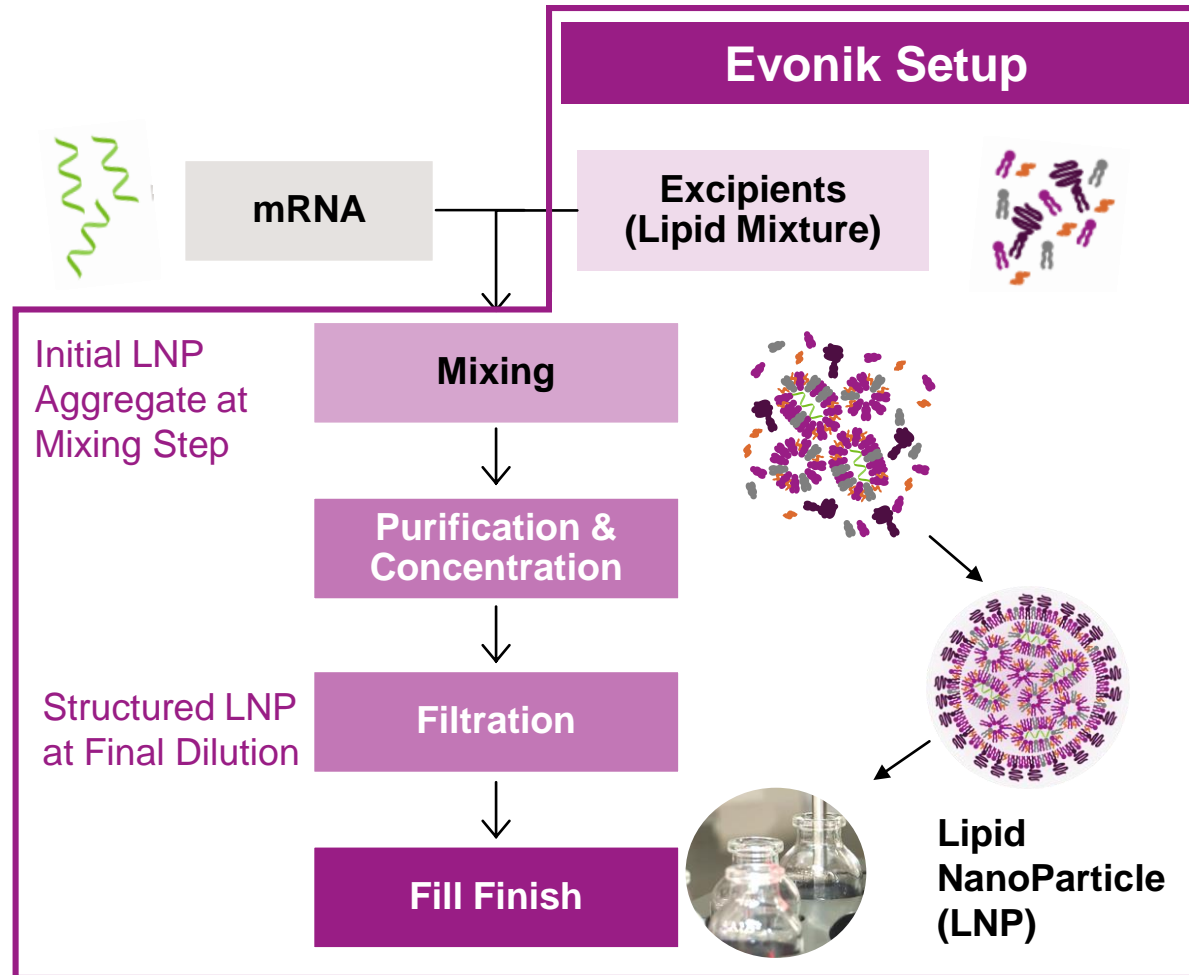 Evonik Setup
mRNA
Excipients
(Lipid Mixture)
Initial LNP
Aggregate at
Mixing Step
Mixing
Purification &
Concentration
Structured LNP
at Final Dilution
Filtration
Fill Finish
Lipid
NanoParticle
(LNP)